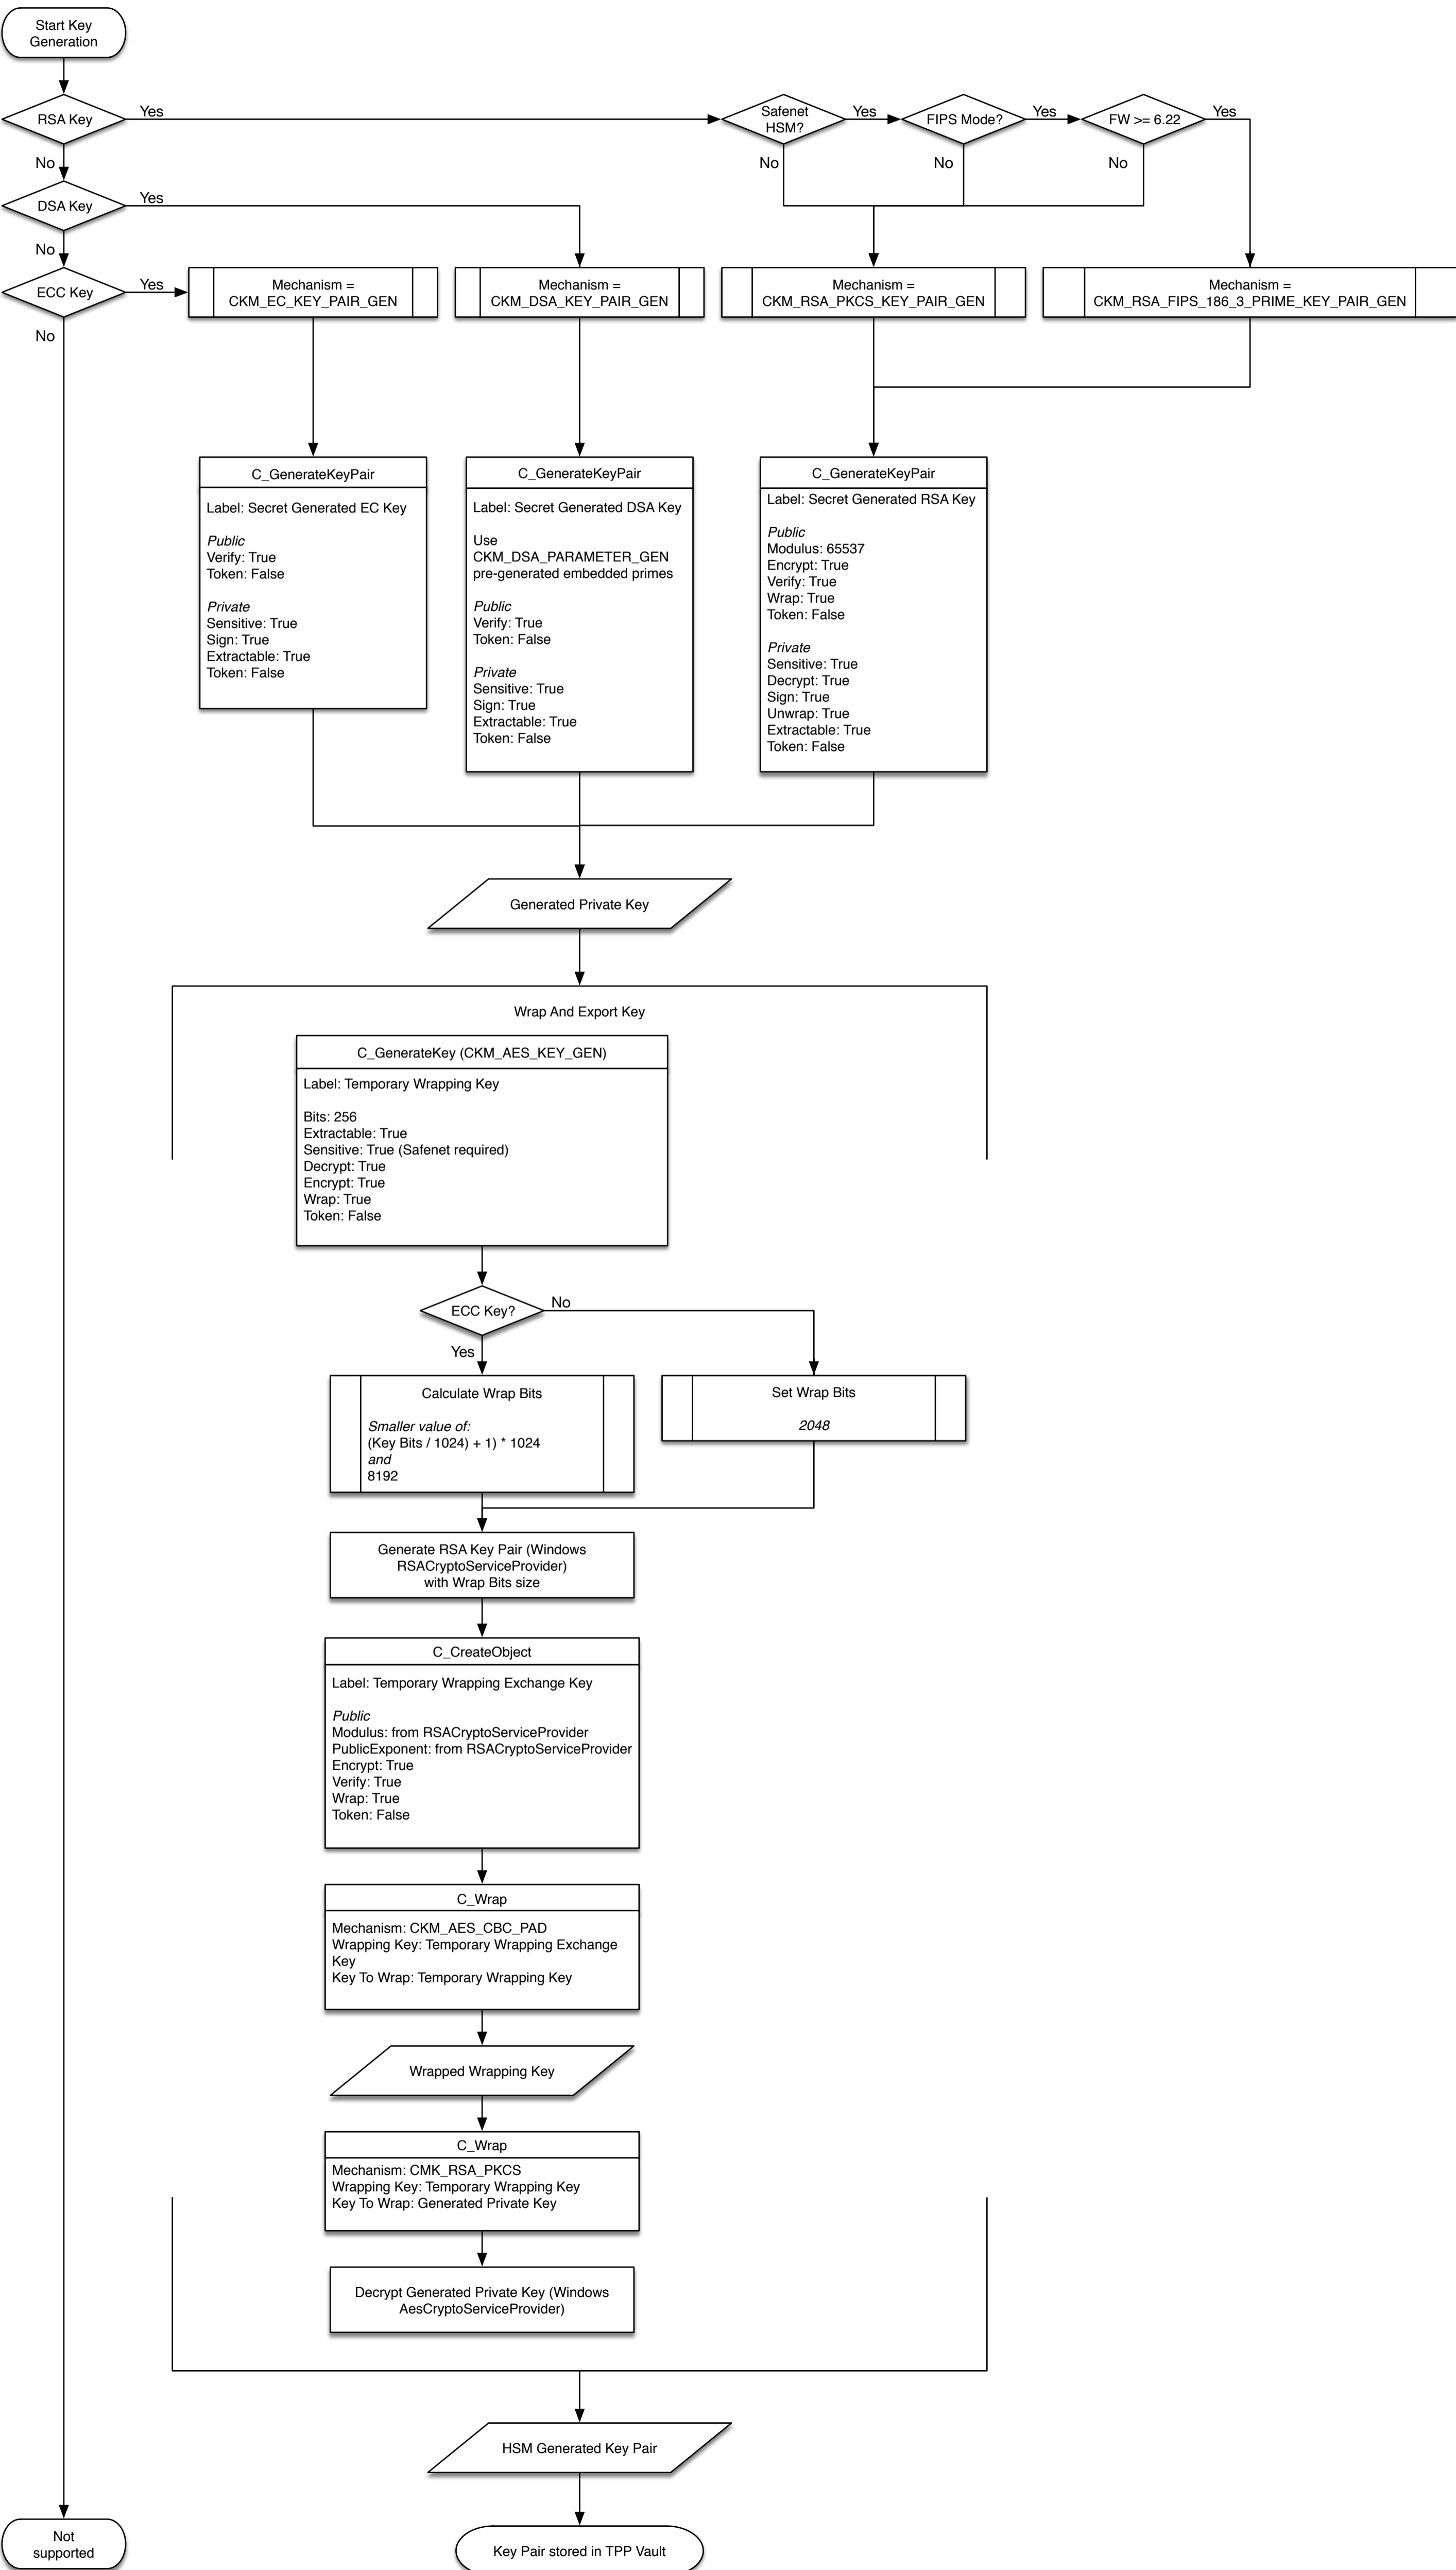 Start Key
Generation
RSA Key
Yes
No
Safenet
HSM?
Yes
No
FIPS Mode?
Yes
No
FW >= 6.22
Yes
No
DSA Key
Yes
No
ECC Key
Yes
No
Mechanism =
CKM_EC_KEY_PAIR_GEN
Mechanism =
CKM_DSA_KEY_PAIR_GEN
Mechanism =
CKM_RSA_PKCS_KEY_PAIR_GEN
Mechanism =
CKM_RSA_FIPS_186_3_PRIME_KEY_PAIR_GEN
C_GenerateKeyPair
Label: Secret Generated EC Key
Public
Verify: True
Token: False
Private
Sensitive: True
Sign: True
Extractable: True
Token: False
C_GenerateKeyPair
Label: Secret Generated DSA Key
Use
CKM_DSA_PARAMETER_GEN
pre-generated embedded primes
Public
Verify: True
Token: False
Private
Sensitive: True
Sign: True
Extractable: True
Token: False
C_GenerateKeyPair
Label: Secret Generated RSA Key
Public
Modulus: 65537
Encrypt: True
Verify: True
Wrap: True
Token: False
Private
Sensitive: True
Decrypt: True
Sign: True
Unwrap: True
Extractable: True
Token: False
Generated Private Key
Wrap And Export Key
C_GenerateKey (CKM_AES_KEY_GEN)
Label: Temporary Wrapping Key
Bits: 256
Extractable: True
Sensitive: True (Safenet required)
Decrypt: True
Encrypt: True
Wrap: True
Token: False
ECC Key?
No
Yes
Calculate Wrap Bits
Smaller value of:
(Key Bits / 1024) + 1) * 1024
and
8192
Set Wrap Bits
2048
Generate RSA Key Pair (Windows
RSACryptoServiceProvider)
with Wrap Bits size
C_CreateObject
Label: Temporary Wrapping Exchange Key
Public
Modulus: from RSACryptoServiceProvider
PublicExponent: from RSACryptoServiceProvider
Encrypt: True
Verify: True
Wrap: True
Token: False
C_Wrap
Mechanism: CKM_AES_CBC_PAD
Wrapping Key: Temporary Wrapping Exchange
Key
Key To Wrap: Temporary Wrapping Key
Wrapped Wrapping Key
C_Wrap
Mechanism: CMK_RSA_PKCS
Wrapping Key: Temporary Wrapping Key
Key To Wrap: Generated Private Key
Decrypt Generated Private Key (Windows
AesCryptoServiceProvider)
HSM Generated Key Pair
Not
supported
Key Pair stored in TPP Vault